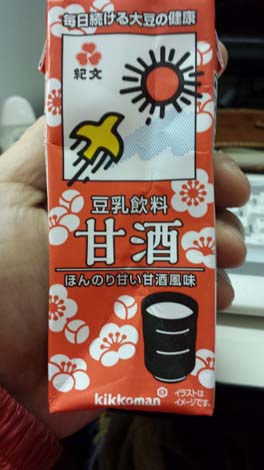 毎日続ける大豆の健康
紀文
豆乳飲料
甘酒
ほんのり甘い甘酒風味
kikkoman
イラストは
イメージです。